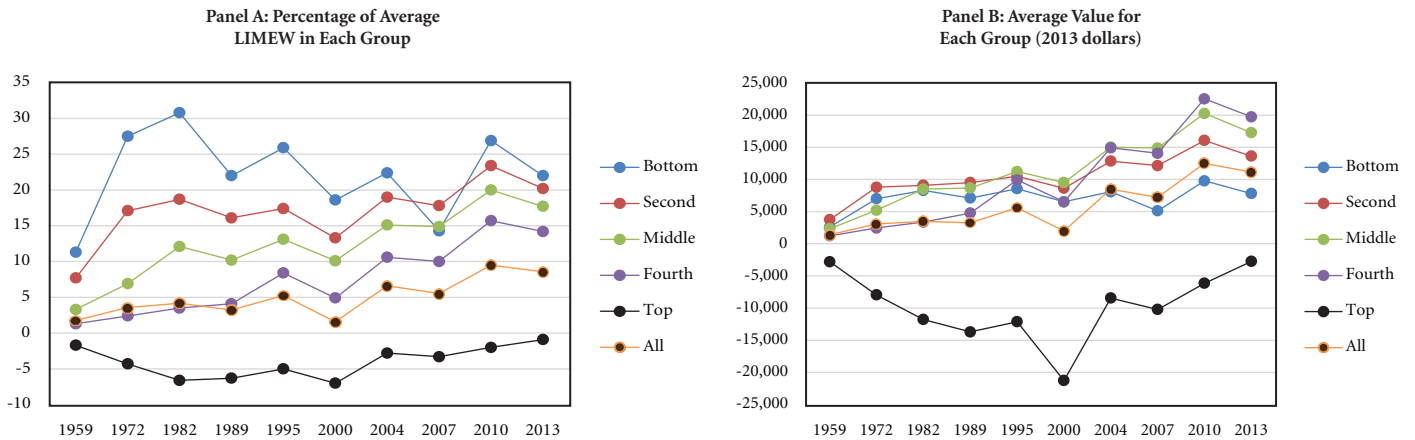 Panel A: Percentage of Average
LIMEW in Each Group
35
30
25
20
15
10
5
0
-5
-10
1959 1972 1982 1989 1995 2000 2004 2007 2010 2013
Bottom
Second
Middle
Fourth
Top
All
Panel B: Average Value for
Each Group (2013 dollars)
25,000
20,000
15,000
10,000
5,000
0
-5,000
-10,000
-15,000
-20,000
-25,000
1959 1972 1982 1989 1995 2000 2004 2007 2010 2013
Bottom
Second
Middle
Fourth
Top
All